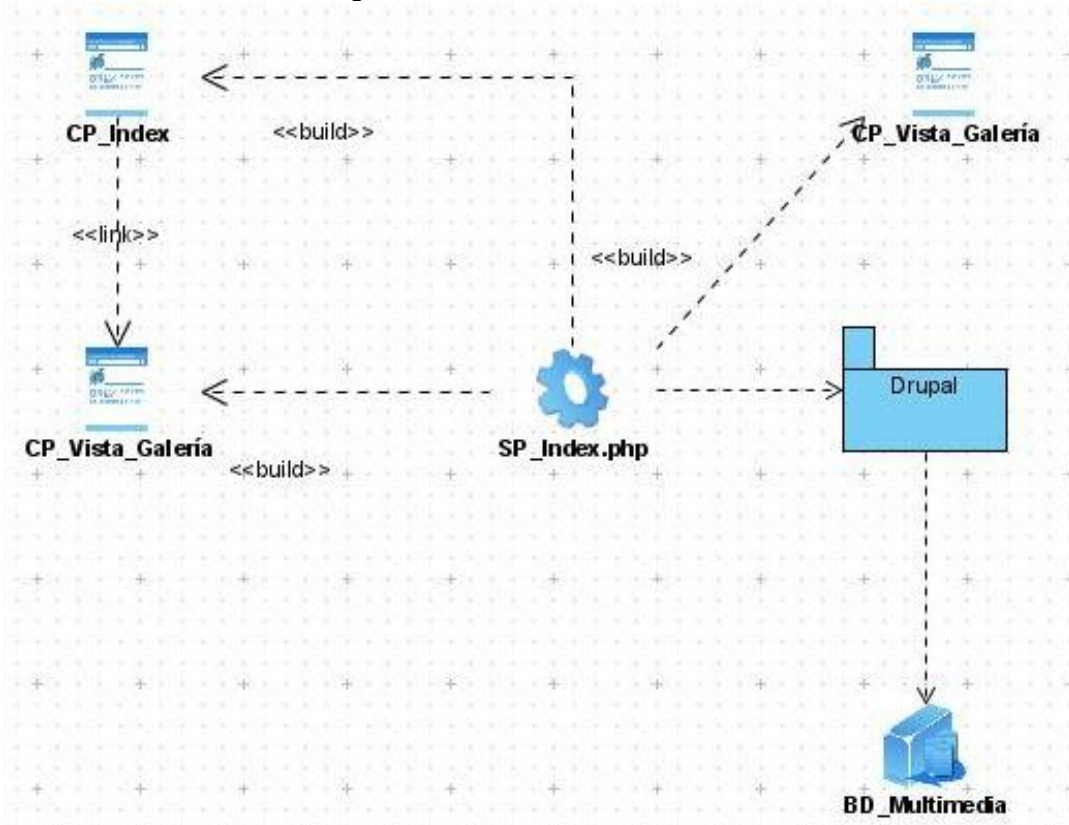 CP_Index
<<build>>
CP_Vista_Galería
<<link>>
<<build>>
Drupal
CP_Vista_Galería
SP_Index.php
<<build>>
BD_Multimedia